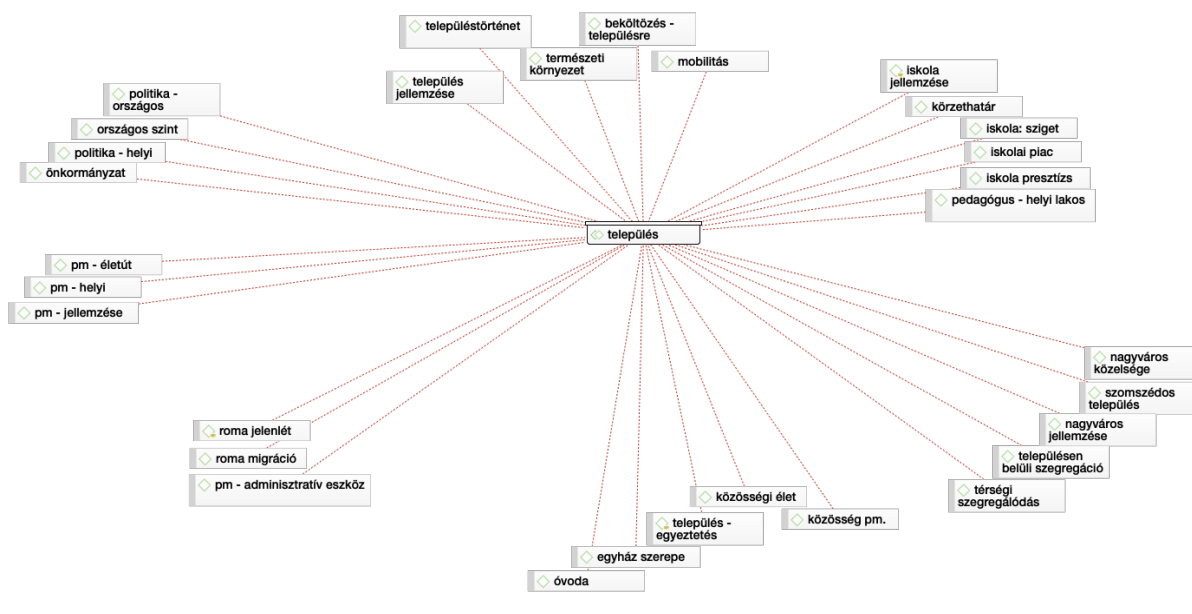 településtörténet
beköltözés -
településre
természeti
környezet
mobilitás
település
jellemzése
iskola
jellemzése
körzethatár
iskola: sziget
iskolai piac
iskola presztízs
pedagógus - helyi lakos
politika -
országos
országos szint
politika - helyi
önkormányzat
település
pm - életút
pm - helyi
pm - jellemzése
nagyváros
közelsége
szomszédos
település
nagyváros
jellemzése
településen
belüli szegregáció
térségi
szegregálódás
roma jelenlét
roma migráció
pm - adminisztratív eszköz
közösségi élet
közösség pm.
település -
egyeztetés
egyház szerepe
óvoda